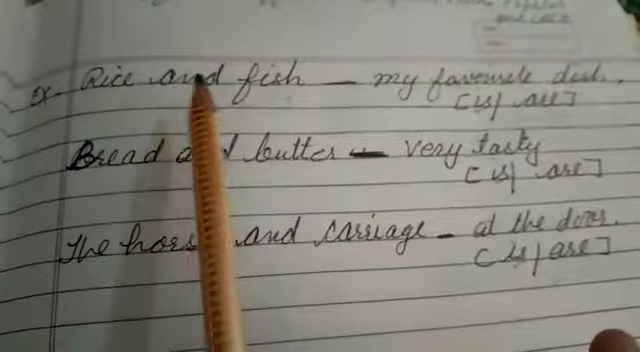 Ex- Rice and fish — my favourite dish.
[is/are]
Bread and butter — very tasty
[is/are]
The horse and carriage - at the door.
[is/are]